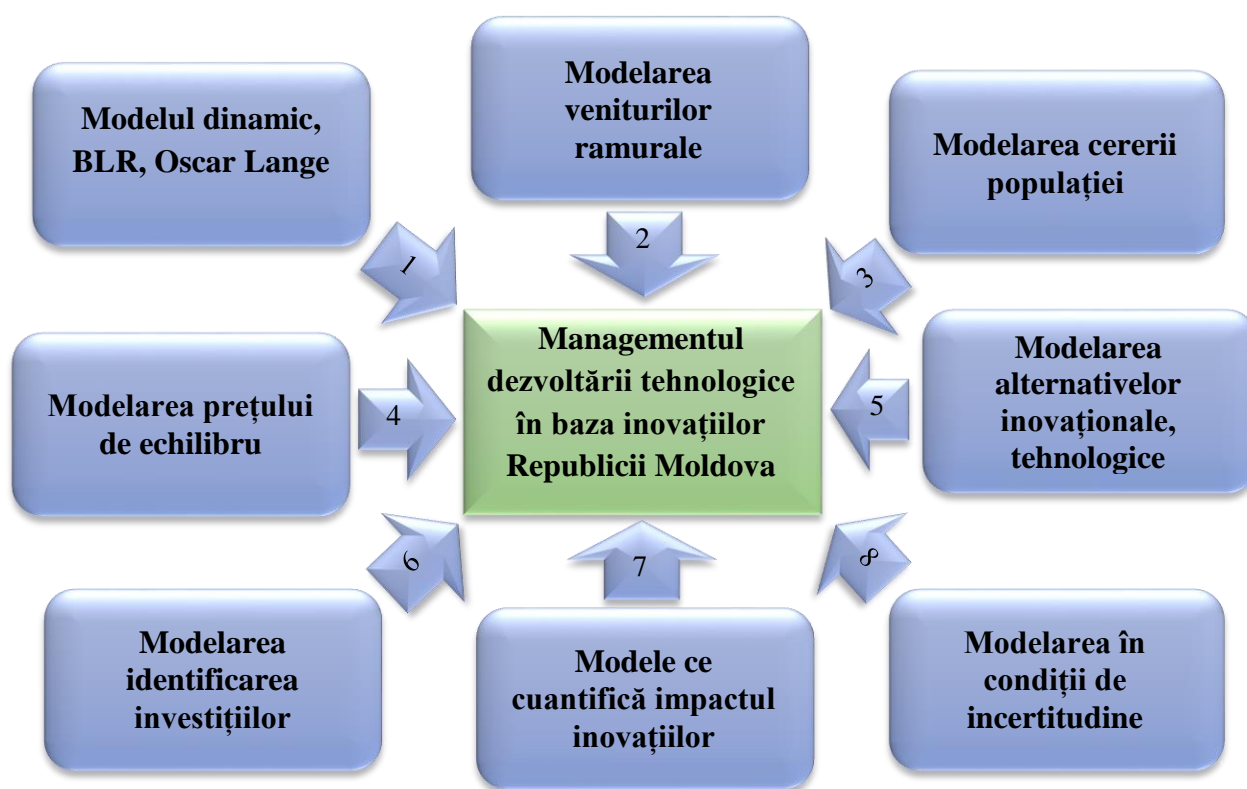 Modelul dinamic,
BLR, Oscar Lange
Modelarea
veniturilor
ramurale
Modelarea cererii
populației
1
2
3
Modelarea prețului
de echilibru
4
Managementul
dezvoltării tehnologice
în baza inovațiilor
Republicii Moldova
5
Modelarea
alternativelor
inovaționale,
tehnologice
6
7
8
Modelarea
identificarea
investițiilor
Modele ce
cuantifică impactul
inovațiilor
Modelarea în
condiții de
incertitudine